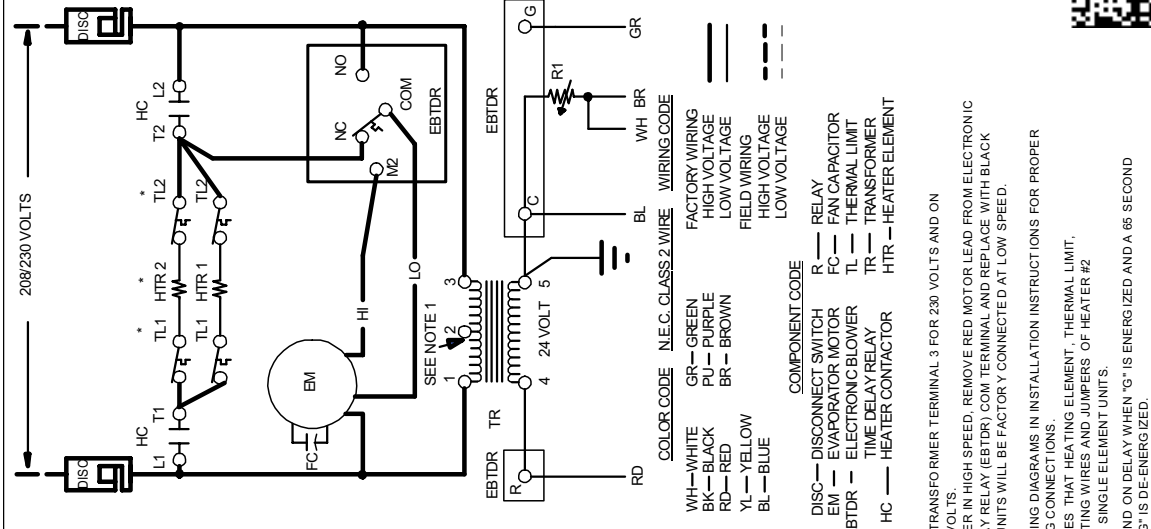 208/230 VOLTS
DISC
DISC
L1
HC
T1
TL1
*
HTR 2
*
TL2
*
T2
HC
L2
TL1
HTR 1
TL2
NC
NO
M2
COM
EBTDR
FC
EM
HI
LO
SEE NOTE 1
1
2
3
TR
4
24 VOLT
5
EBTDR
R
EBTDR
C
G
R1
RD
BL
WH
BR
GR
COLOR CODE
WH—WHITE
BK—BLACK
RD—RED
YL—YELLOW
BL—BLUE
GR—GREEN
PU—PURPLE
BR—BROWN
N.E.C. CLASS 2 WIRE
WIRING CODE
FACTORY WIRING
HIGH VOLTAGE
LOW VOLTAGE
FIELD WIRING
HIGH VOLTAGE
LOW VOLTAGE
COMPONENT CODE
DISC—DISCONNECT SWITCH
EM—EVAPORATOR MOTOR
BTDR—ELECTRONIC BLOWER
TIME DELAY RELAY
HC—HEATER CONTACTOR
R—RELAY
FC—FAN CAPACITOR
TL—THERMAL LIMIT
TR—TRANSFORMER
HTR—HEATER ELEMENT
TRANSFORMER TERMINAL 3 FOR 230 VOLTS AND ON
VOLTS.
ER IN HIGH SPEED, REMOVE RED MOTOR LEAD FROM ELECTRONIC
Y RELAY (EBTDR) COM TERMINAL AND REPLACE WITH BLACK
UNITS WILL BE FACTORY CONNECTED AT LOW SPEED.
ING DIAGRAMS IN INSTALLATION INSTRUCTIONS FOR PROPER
G CONNECTIONS.
ES THAT HEATING ELEMENT, THERMAL LIMIT,
TING WIRES AND JUMPERS OF HEATER #2
SINGLE ELEMENT UNITS.
ND ON DELAY WHEN "G" IS ENERGIZED AND A 65 SECOND
G" IS DE-ENERGIZED.